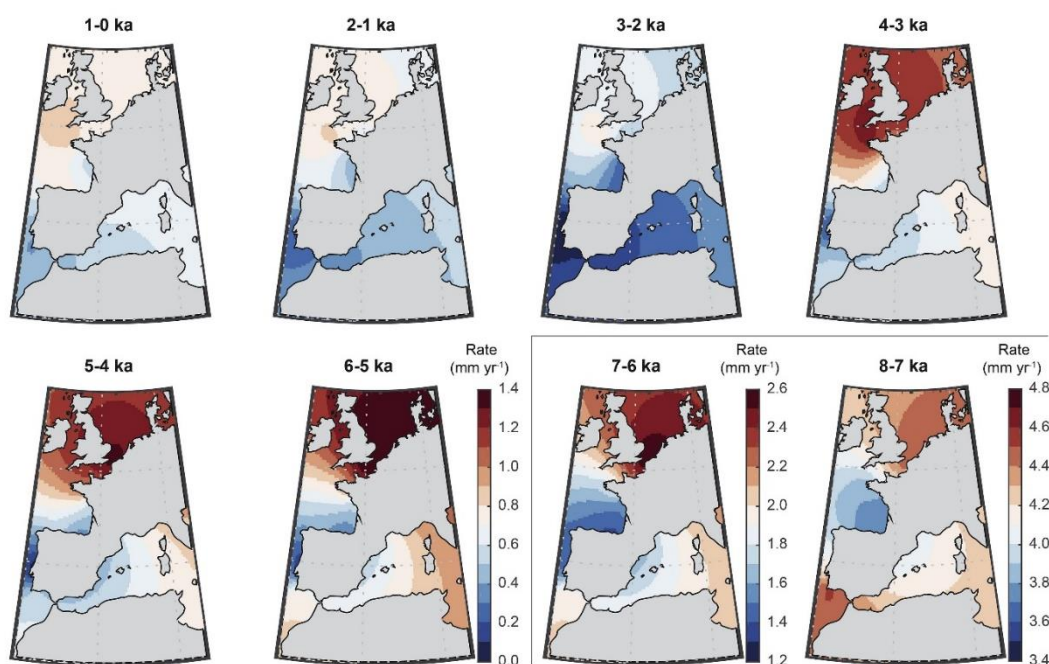 1-0 ka
2-1 ka
3-2 ka
4-3 ka
5-4 ka
6-5 ka
Rate
(mm yr⁻¹)
1.4
1.2
1.0
0.8
0.6
0.4
0.2
0.0
7-6 ka
Rate
(mm yr⁻¹)
2.6
2.4
2.2
2.0
1.8
1.6
1.4
1.2
8-7 ka
Rate
(mm yr⁻¹)
4.8
4.6
4.4
4.2
4.0
3.8
3.6
3.4